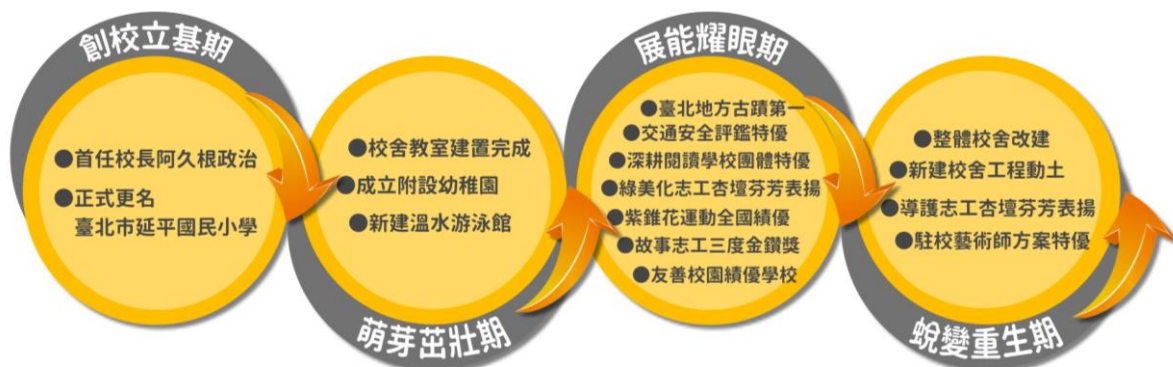 創校立基期
●首任校長阿久根政治
●正式更名
臺北市延平國民小學
●校舍教室建置完成
●成立附設幼稚園
●新建溫水游泳館
萌芽茁壯期
展能耀眼期
●臺北地方古蹟第一
●交通安全評鑑特優
●深耕閱讀學校團體特優
●綠美化志工杏壇芬芳表揚
●紫錐花運動全國績優
●故事志工三度金鑽獎
●友善校園績優學校
●整體校舍改建
●新建校舍工程動土
●導護志工杏壇芬芳表揚
●駐校藝術師方案特優
蛻變重生期